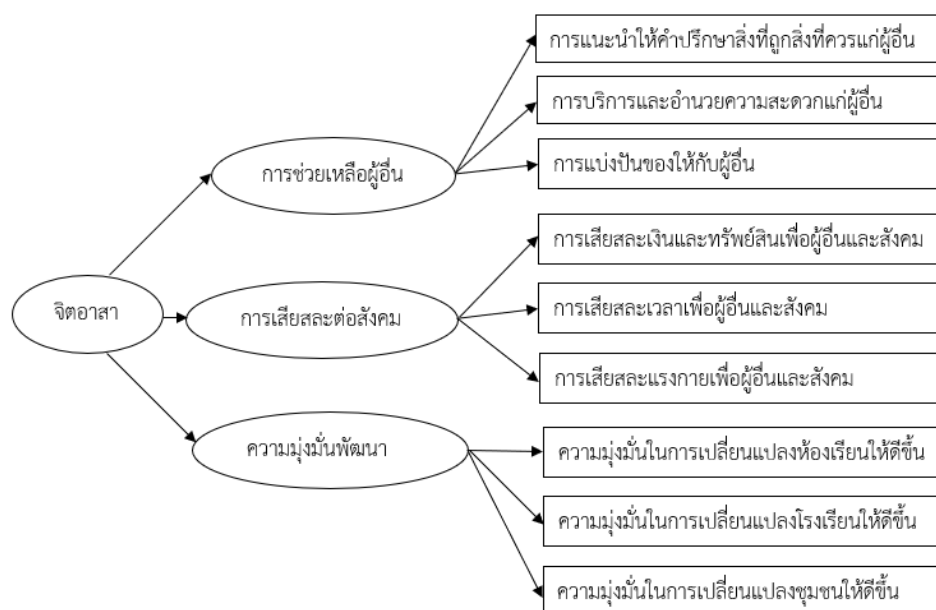 การแนะนำให้คำปรึกษาสิ่งที่ถูกสิ่งที่ควรแก่ผู้อื่น
การบริการและอำนวยความสะดวกแก่ผู้อื่น
การแบ่งปันของให้กับผู้อื่น
การช่วยเหลือผู้อื่น
การเสียสละเงินและทรัพย์สินเพื่อผู้อื่นและสังคม
การเสียสละเวลาเพื่อผู้อื่นและสังคม
การเสียสละแรงกายเพื่อผู้อื่นและสังคม
จิตอาสา
การเสียสละต่อสังคม
ความมุ่งมั่นพัฒนา
ความมุ่งมั่นในการเปลี่ยนแปลงห้องเรียนให้ดีขึ้น
ความมุ่งมั่นในการเปลี่ยนแปลงโรงเรียนให้ดีขึ้น
ความมุ่งมั่นในการเปลี่ยนแปลงชุมชนให้ดีขึ้น